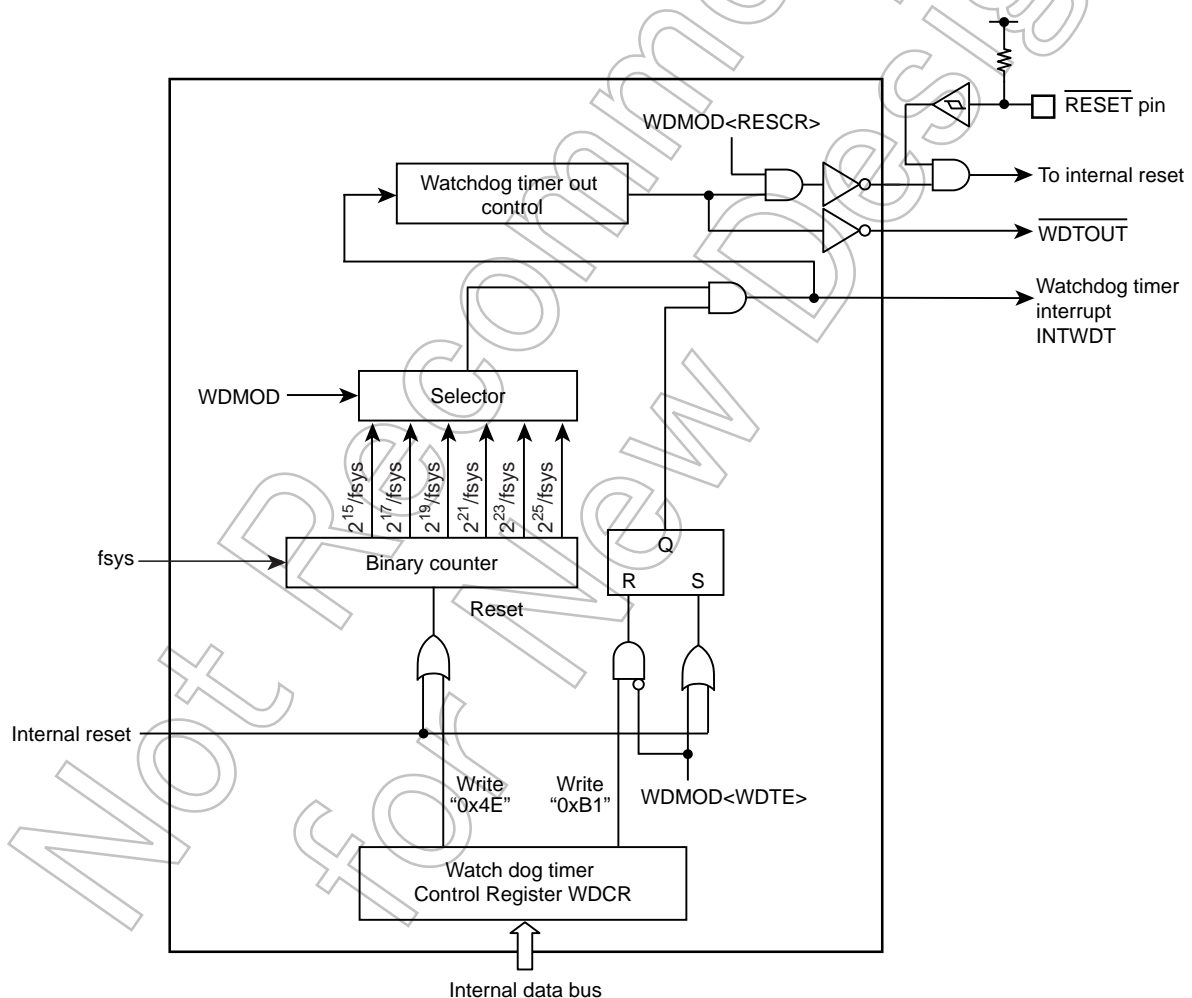 WDMOD<RESCR>
RESET pin
Watchdog timer out
control
To internal reset
WDTOUT
Watchdog timer
interrupt
INTWDT
WDMOD
Selector
2^15/fsys
2^17/fsys
2^19/fsys
2^21/fsys
2^23/fsys
2^25/fsys
fsys
Binary counter
Reset
Q
R
S
Internal reset
Write
“0x4E”
Write
“0xB1”
WDMOD<WDTE>
Watch dog timer
Control Register WDCR
Internal data bus
Not Recommended
for New Design